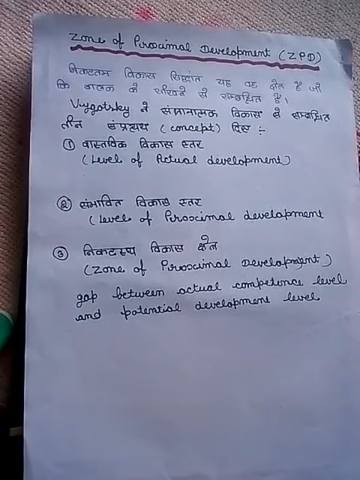 Zone of Proximal Development (ZPD)
निकटतम विकास सिद्धांत यह वह क्षेत्र है जो
कि बालक के सीखने से सम्बन्धित है।
Vygotsky ने संज्ञानात्मक विकास से सम्बन्धित
तीन संप्रत्यय (concept) दिए :-
① वास्तविक विकास स्तर
(Level of Actual development)
② संभावित विकास स्तर
(Level of Proximal development
③ निकटस्थ विकास क्षेत्र
(Zone of Proximal Development)
gap between actual competence level
and potential development level